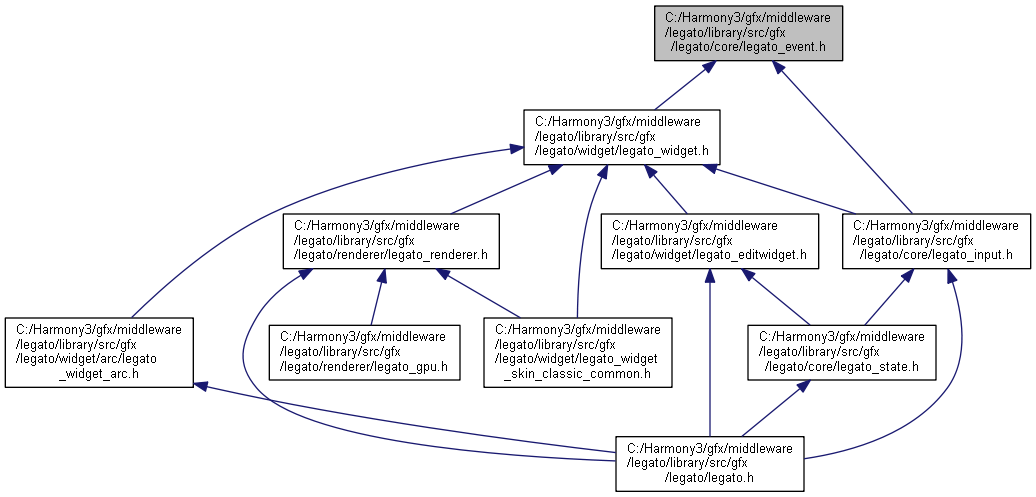 C:/Harmony3/gfx/middleware
/legato/library/src/gfx
/legato/core/legato_event.h
C:/Harmony3/gfx/middleware
/legato/library/src/gfx
/legato/widget/legato_widget.h
C:/Harmony3/gfx/middleware
/legato/library/src/gfx
/legato/renderer/legato_renderer.h
C:/Harmony3/gfx/middleware
/legato/library/src/gfx
/legato/widget/legato_editwidget.h
C:/Harmony3/gfx/middleware
/legato/library/src/gfx
/legato/core/legato_input.h
C:/Harmony3/gfx/middleware
/legato/library/src/gfx
/legato/widget/arc/legato
_widget_arc.h
C:/Harmony3/gfx/middleware
/legato/library/src/gfx
/legato/renderer/legato_gpu.h
C:/Harmony3/gfx/middleware
/legato/library/src/gfx
/legato/widget/legato_widget
_skin_classic_common.h
C:/Harmony3/gfx/middleware
/legato/library/src/gfx
/legato/core/legato_state.h
C:/Harmony3/gfx/middleware
/legato/library/src/gfx
/legato/legato.h